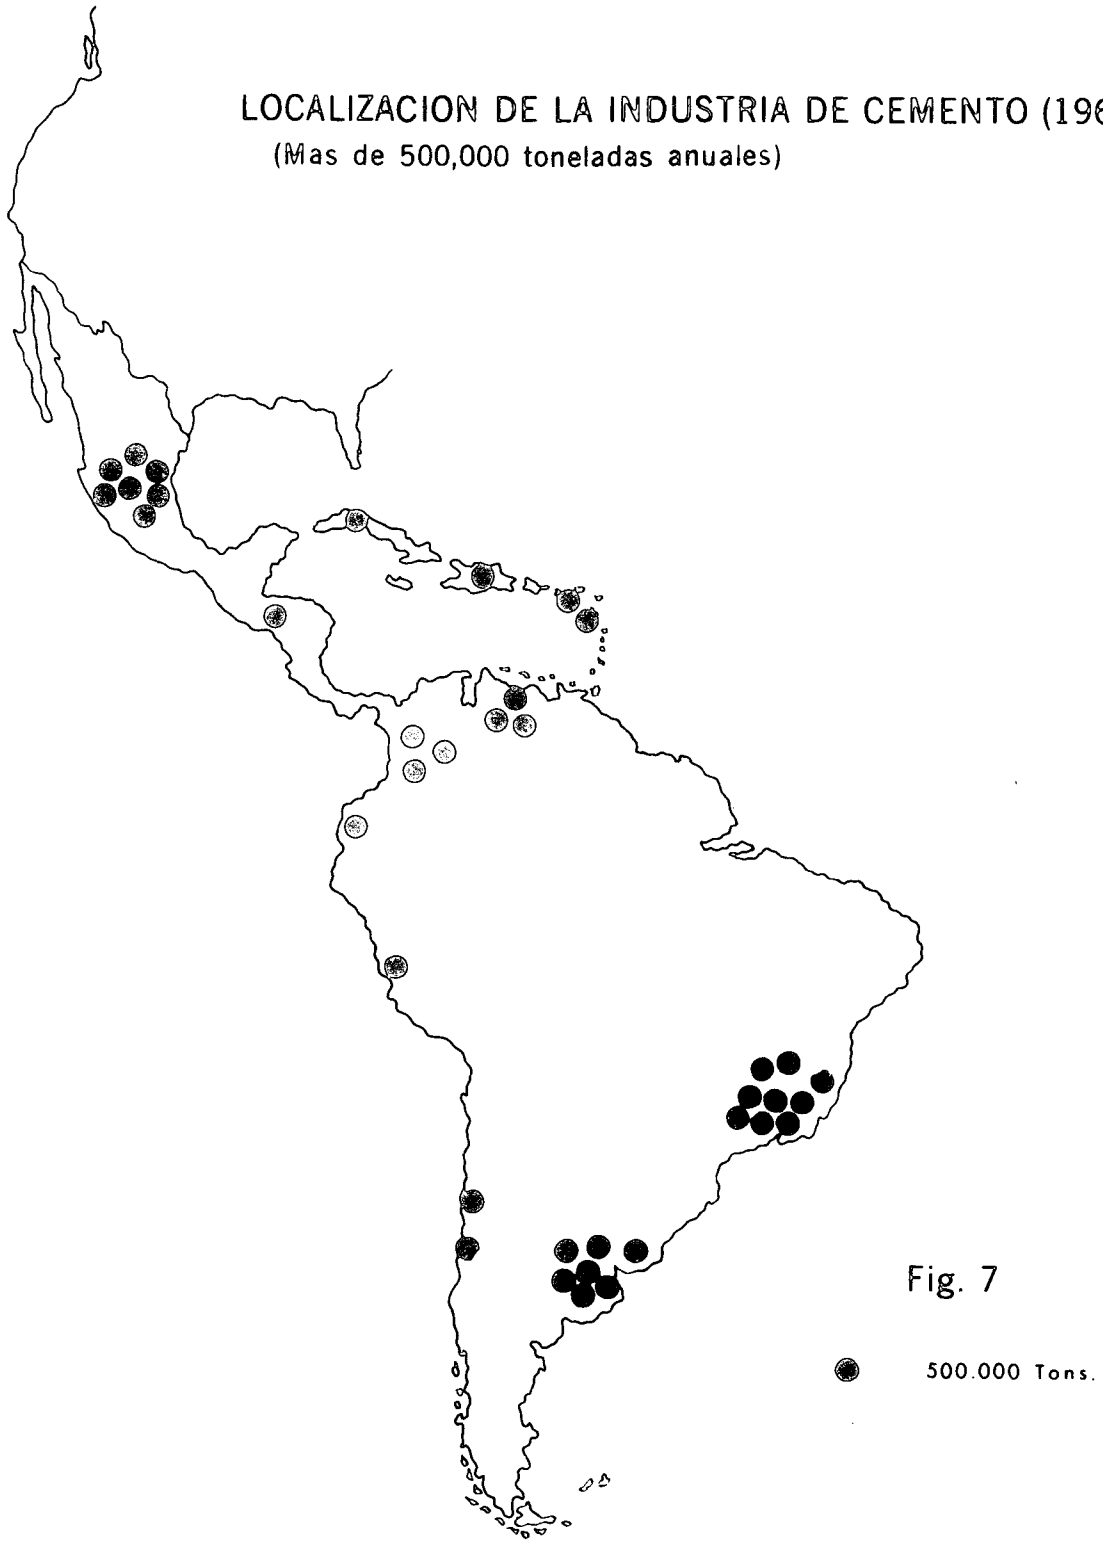 LOCALIZACION DE LA INDUSTRIA DE CEMENTO (196
(Mas de 500,000 toneladas anuales)
Fig. 7
500.000 Tons.